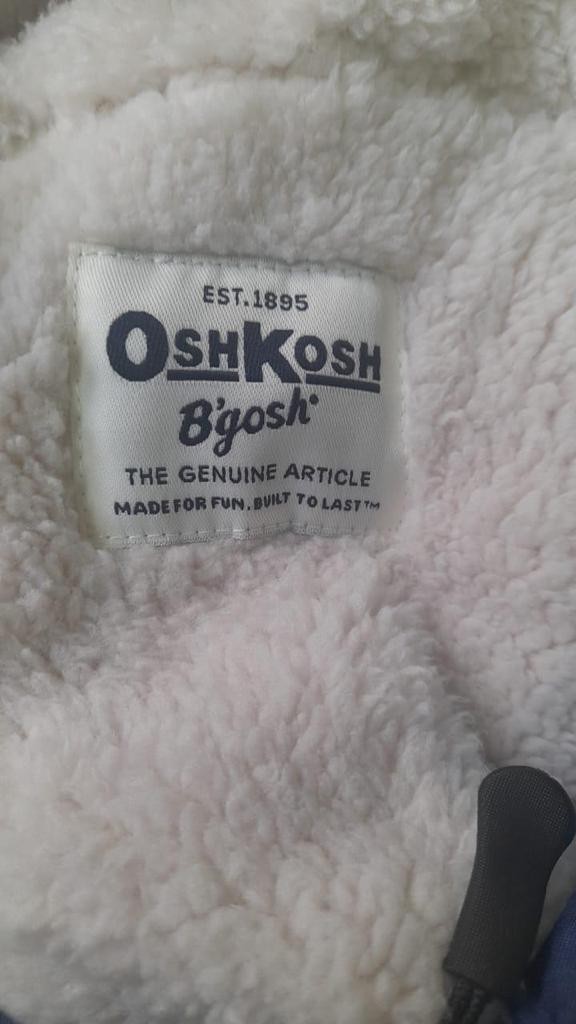 EST.1895
OSHKOSH
B'gosh
THE GENUINE ARTICLE
MADE FOR FUN. BUILT TO LAST™